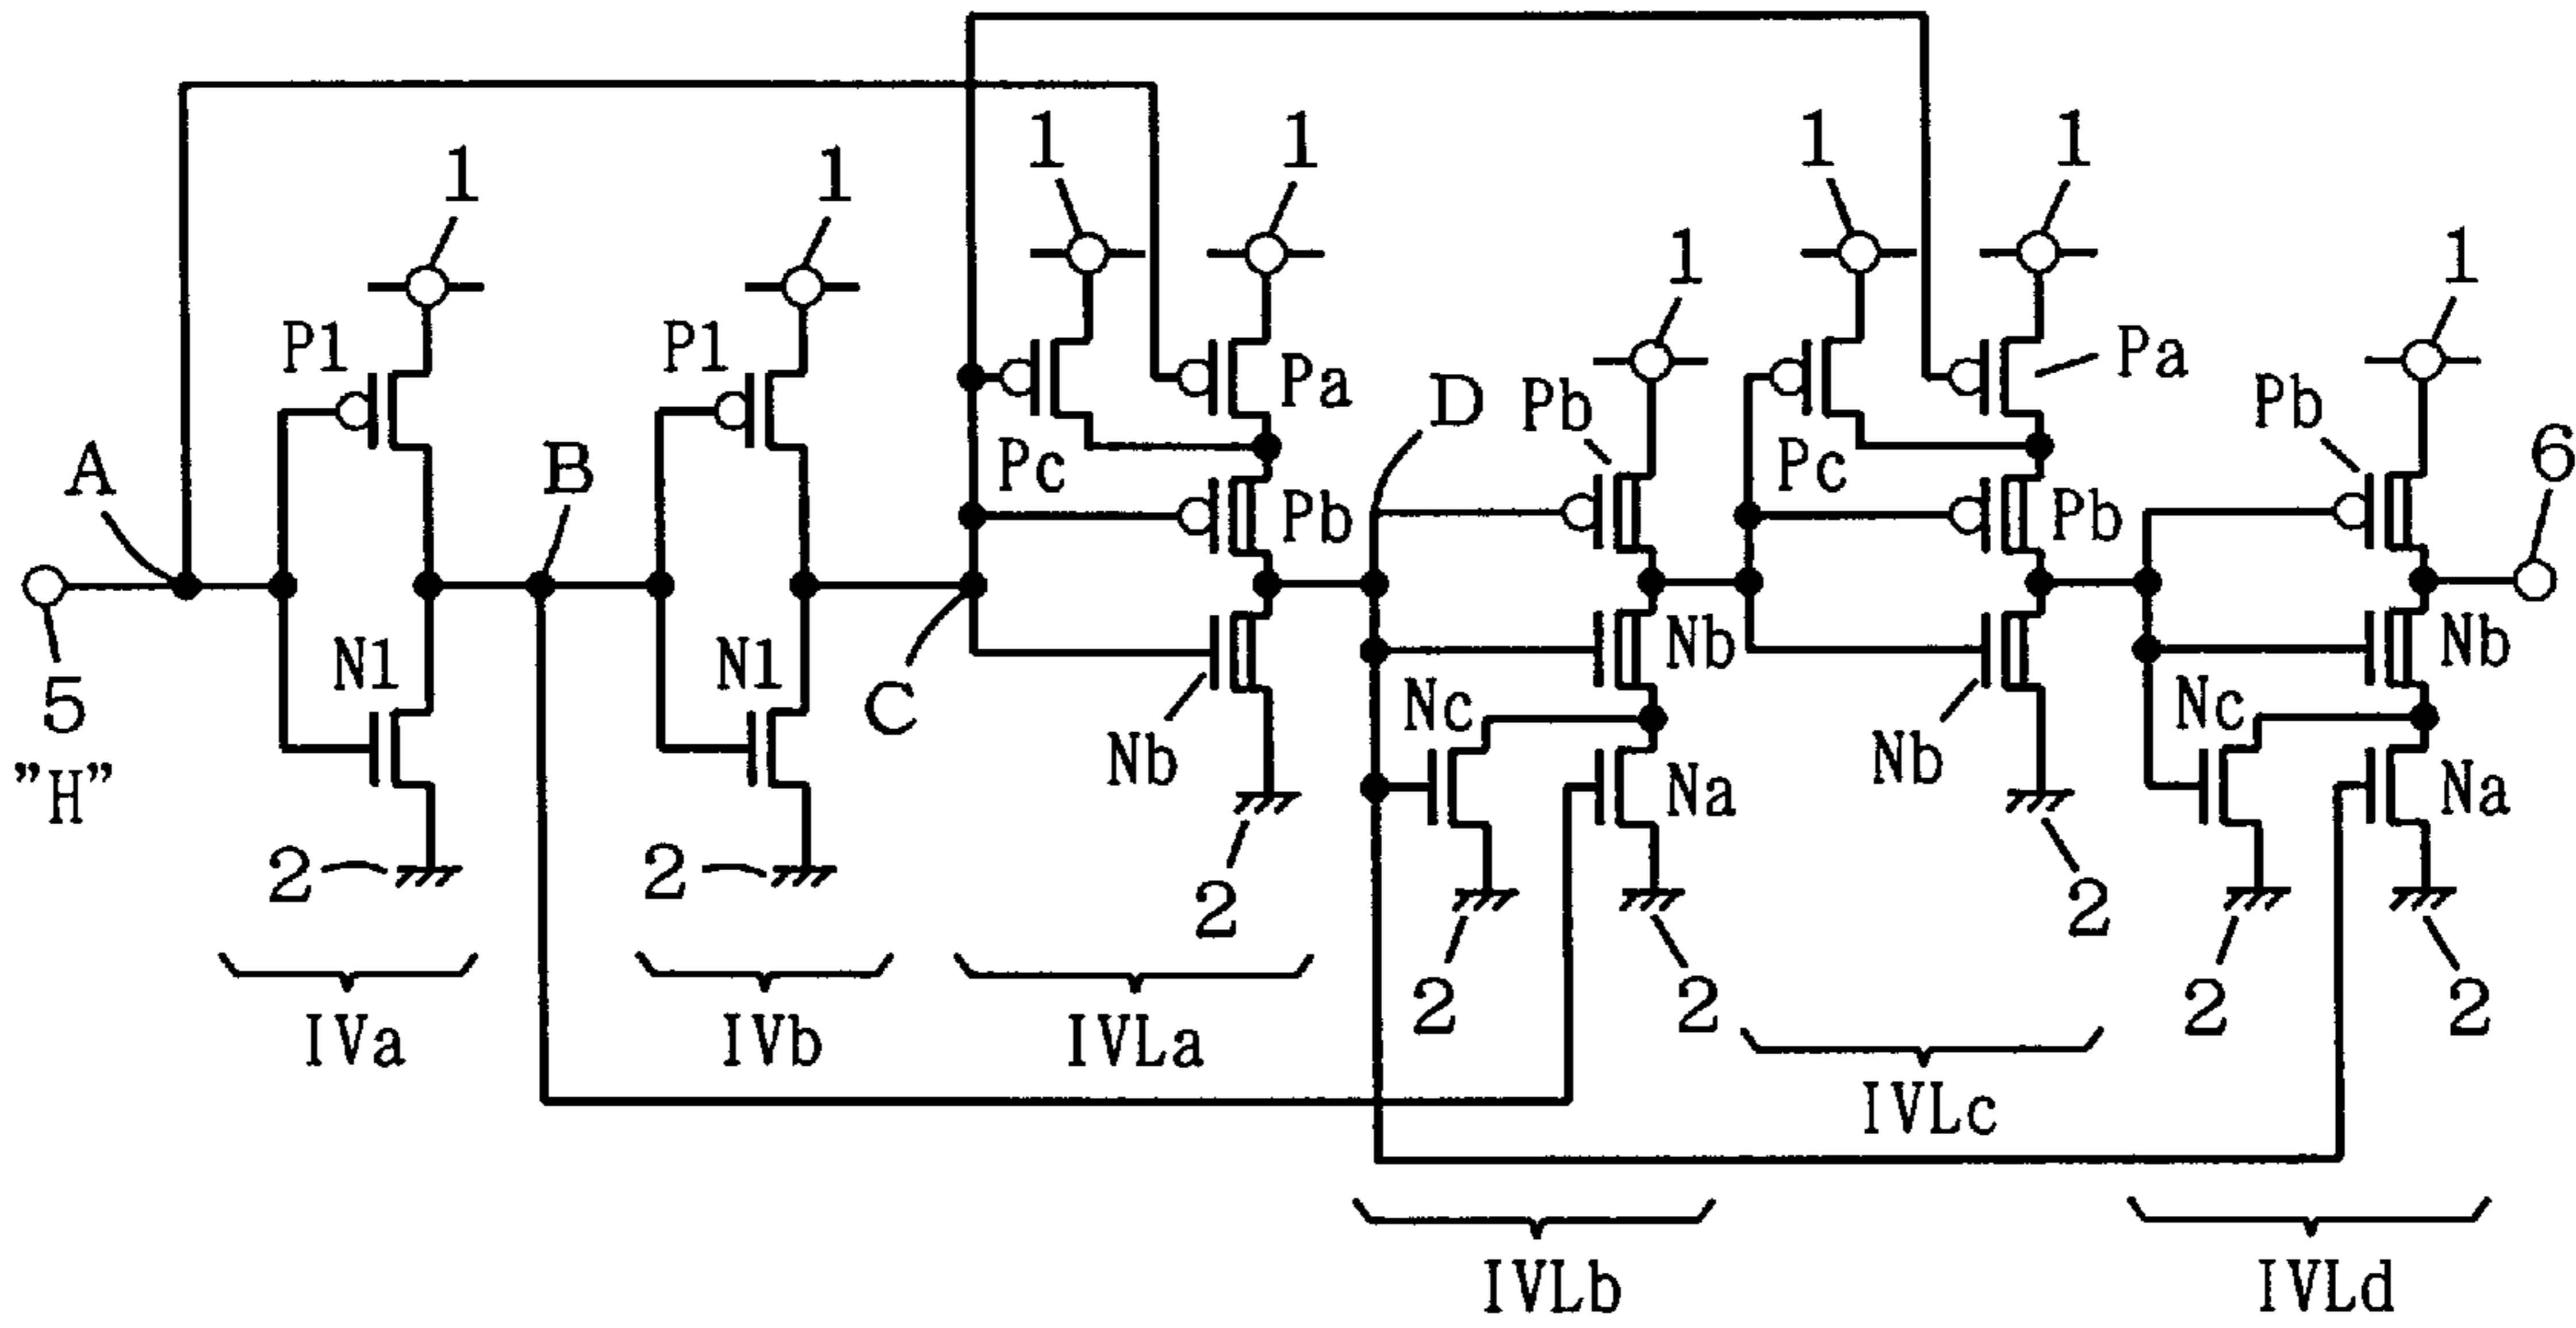 1 1 1 1
1 1
1 1
P1 P1 Pa Pa
D Pb Pb
A B Pc Pc 6
Pb Pb
N1 N1 Nb Nb
5 C Nc Nc
"H" Nb Nb
Na Na
2 2
2 2
2 2 2 2
IVa IVb IVLa
IVLc
IVLb IVLd